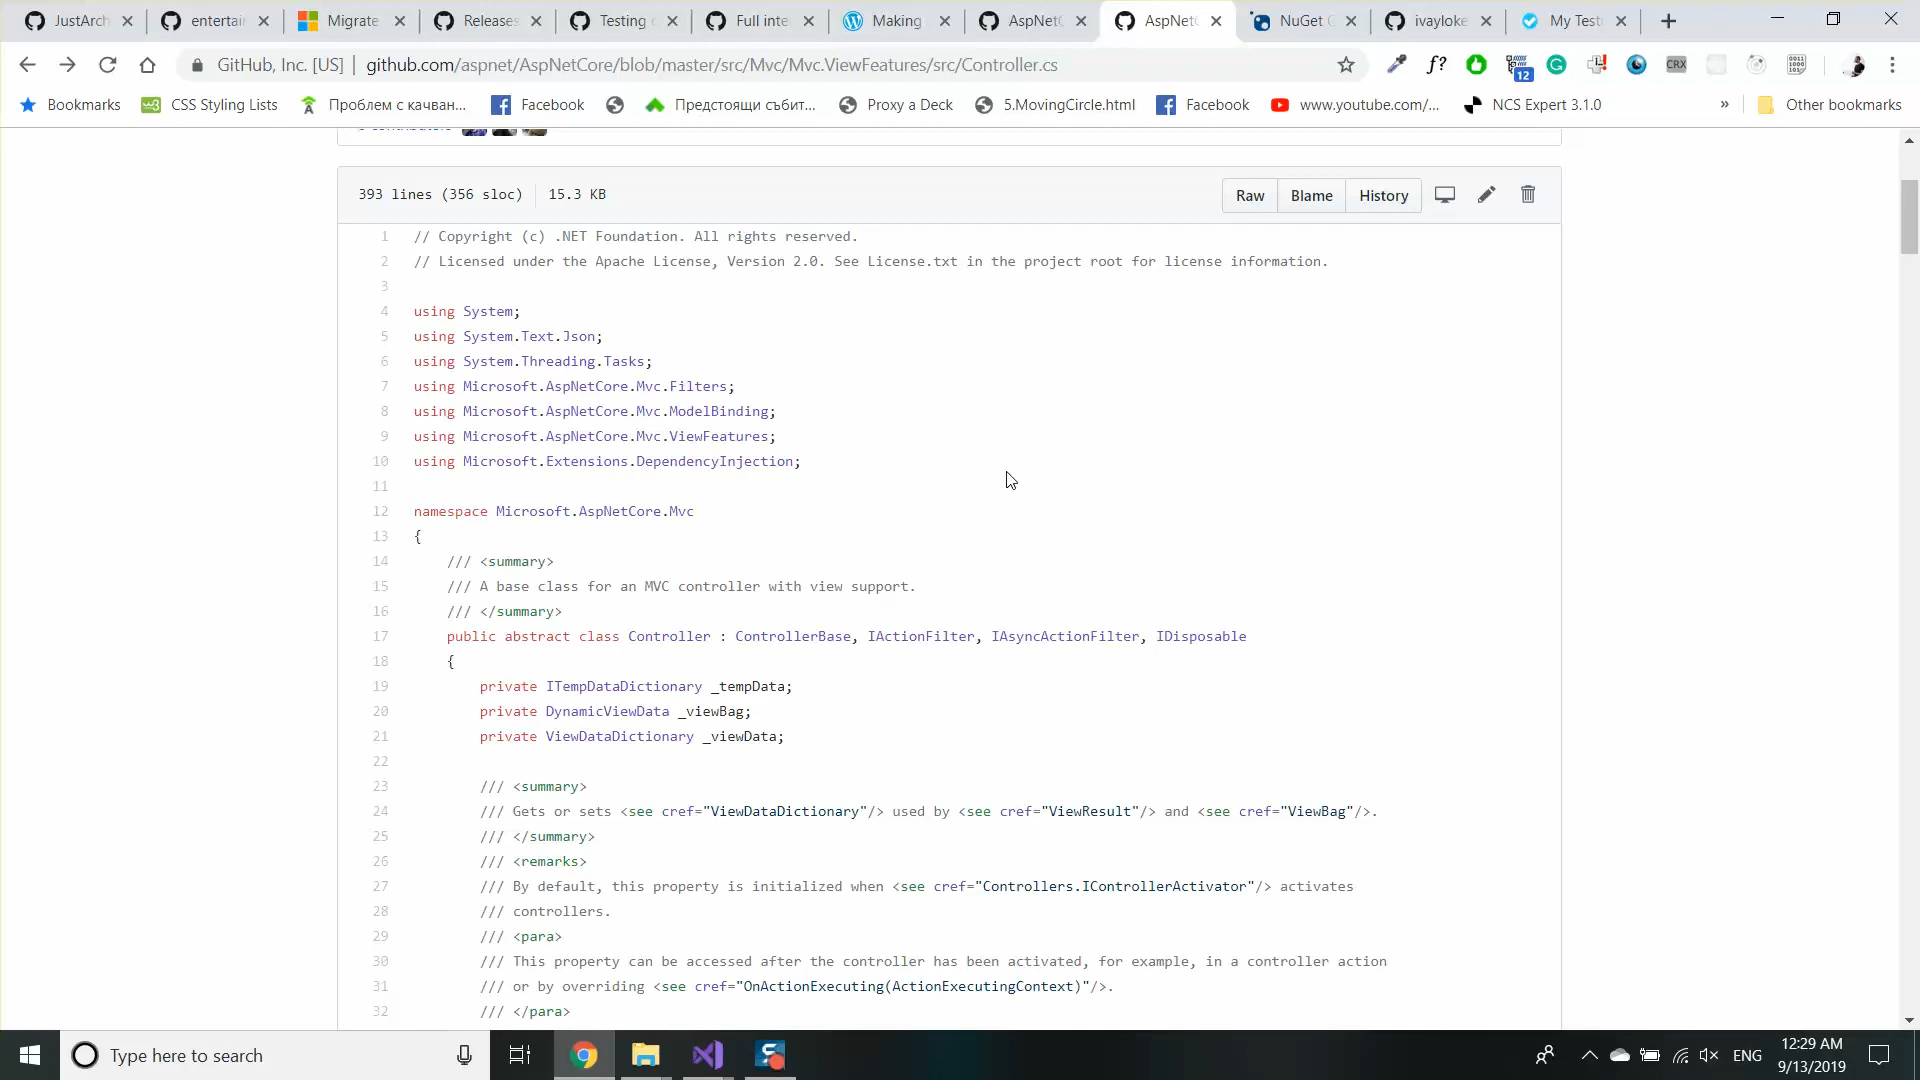 JustArch
entertai
Migrate
Releases
Testing
Full inte
Making
AspNetC
AspNetC
NuGet G
ivayloke
My Test
GitHub, Inc. [US] | github.com/aspnet/AspNetCore/blob/master/src/Mvc/Mvc.ViewFeatures/src/Controller.cs
f?
12
CRX
Bookmarks
CSS Styling Lists
Проблем с качван...
Facebook
Предстоящи събит...
Proxy a Deck
5.MovingCircle.html
Facebook
www.youtube.com/...
NCS Expert 3.1.0
»
Other bookmarks
393 lines (356 sloc) 15.3 KB
Raw Blame History
1 // Copyright (c) .NET Foundation. All rights reserved.
2 // Licensed under the Apache License, Version 2.0. See License.txt in the project root for license information.
3
4 using System;
5 using System.Text.Json;
6 using System.Threading.Tasks;
7 using Microsoft.AspNetCore.Mvc.Filters;
8 using Microsoft.AspNetCore.Mvc.ModelBinding;
9 using Microsoft.AspNetCore.Mvc.ViewFeatures;
10 using Microsoft.Extensions.DependencyInjection;
11
12 namespace Microsoft.AspNetCore.Mvc
13 {
14 /// <summary>
15 /// A base class for an MVC controller with view support.
16 /// </summary>
17 public abstract class Controller : ControllerBase, IActionFilter, IAsyncActionFilter, IDisposable
18 {
19 private ITempDataDictionary _tempData;
20 private DynamicViewData _viewBag;
21 private ViewDataDictionary _viewData;
22
23 /// <summary>
24 /// Gets or sets <see cref="ViewDataDictionary"/> used by <see cref="ViewResult"/> and <see cref="ViewBag"/>.
25 /// </summary>
26 /// <remarks>
27 /// By default, this property is initialized when <see cref="Controllers.IControllerActivator"/> activates
28 /// controllers.
29 /// <para>
30 /// This property can be accessed after the controller has been activated, for example, in a controller action
31 /// or by overriding <see cref="OnActionExecuting(ActionExecutingContext)"/>.
32 /// </para>
Type here to search
ENG
12:29 AM
9/13/2019